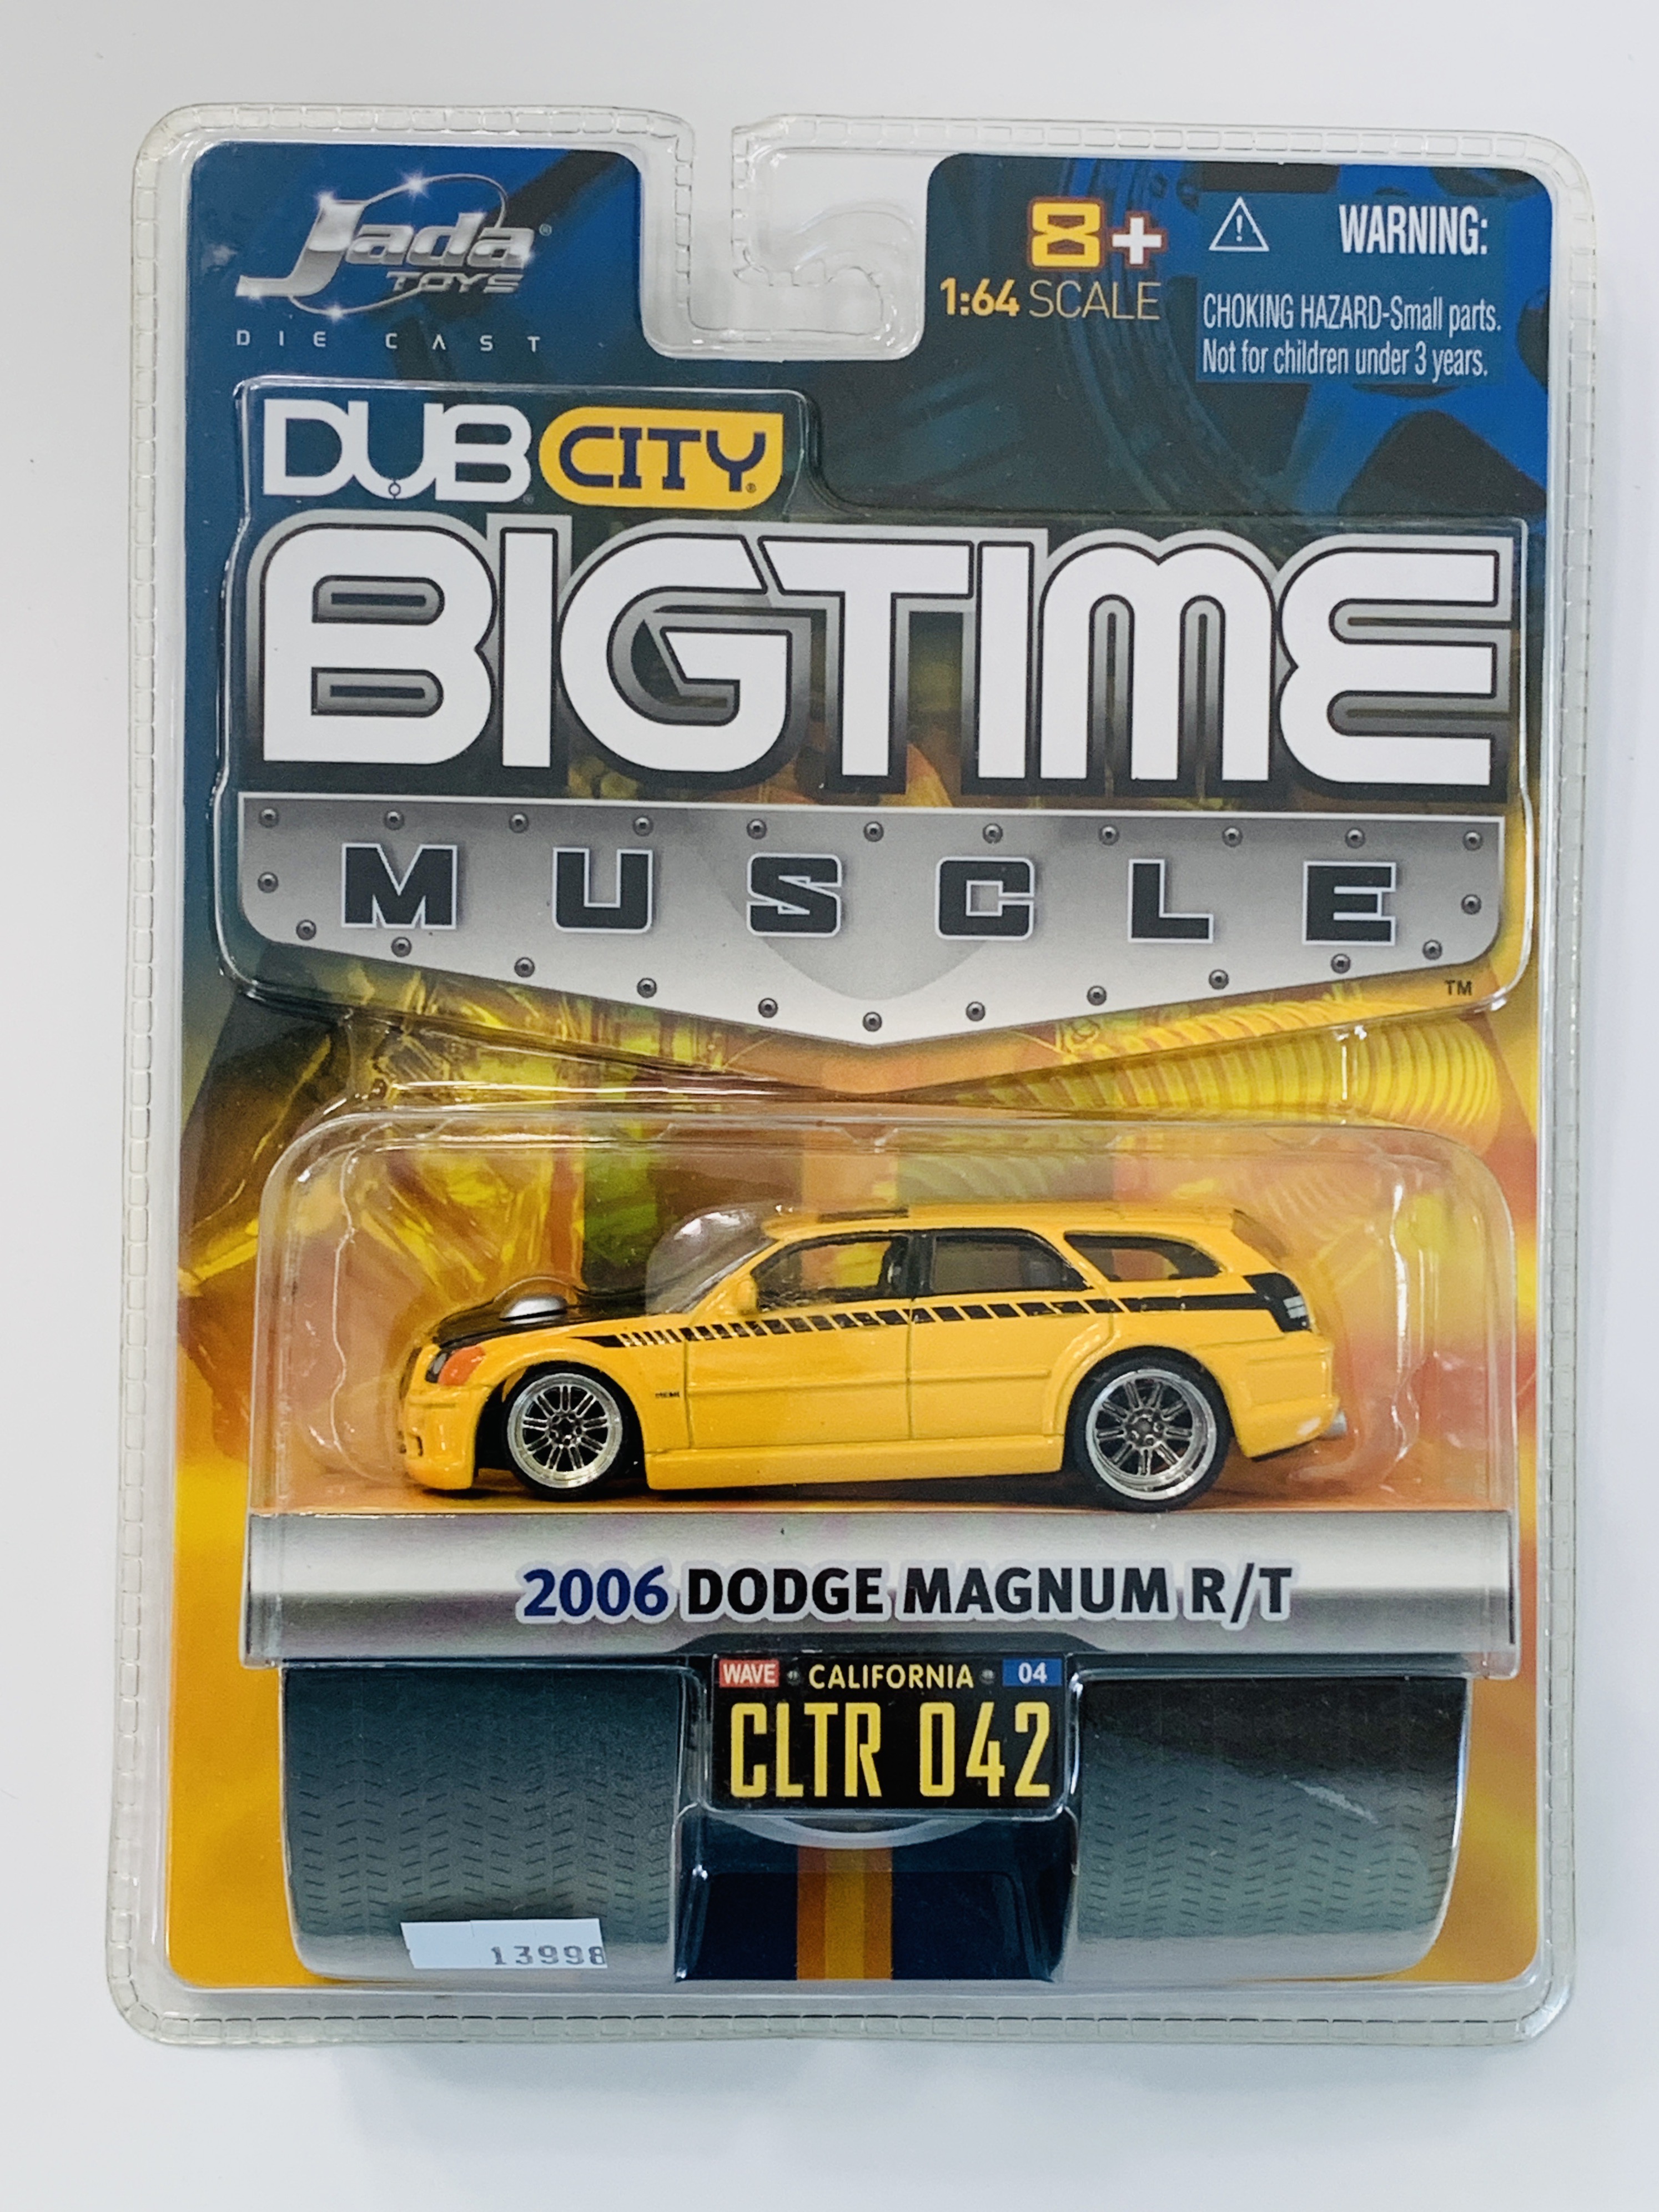 Jada®
TOYS
DIE CAST
8+
1:64 SCALE
WARNING:
CHOKING HAZARD-Small parts.
Not for children under 3 years.
DUB® CITY®
BIGTIME
MUSCLE
TM
2006 DODGE MAGNUM R/T
WAVE • CALIFORNIA • 04
CLTR 042
13998